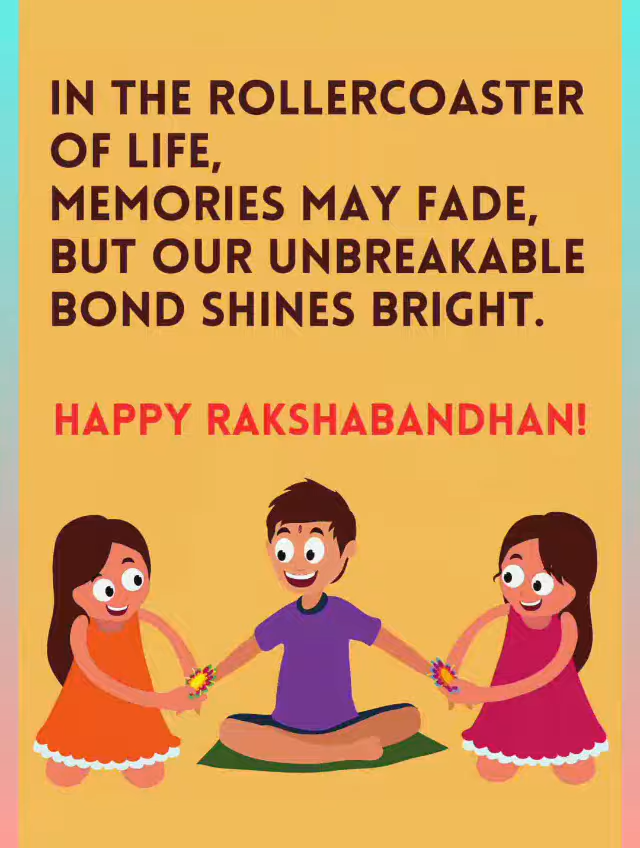 IN THE ROLLERCOASTER
OF LIFE,
MEMORIES MAY FADE,
BUT OUR UNBREAKABLE
BOND SHINES BRIGHT.
HAPPY RAKSHABANDHAN!